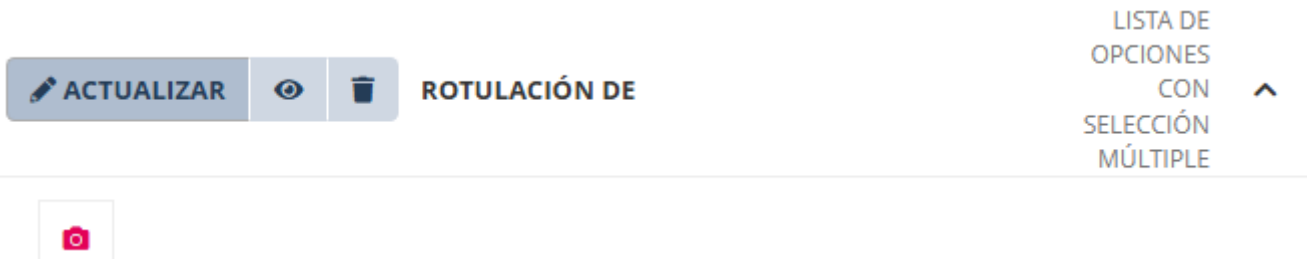 LISTA DE
OPCIONES
ACTUALIZAR ROTULACIÓN DE CON
SELECCIÓN
MÚLTIPLE